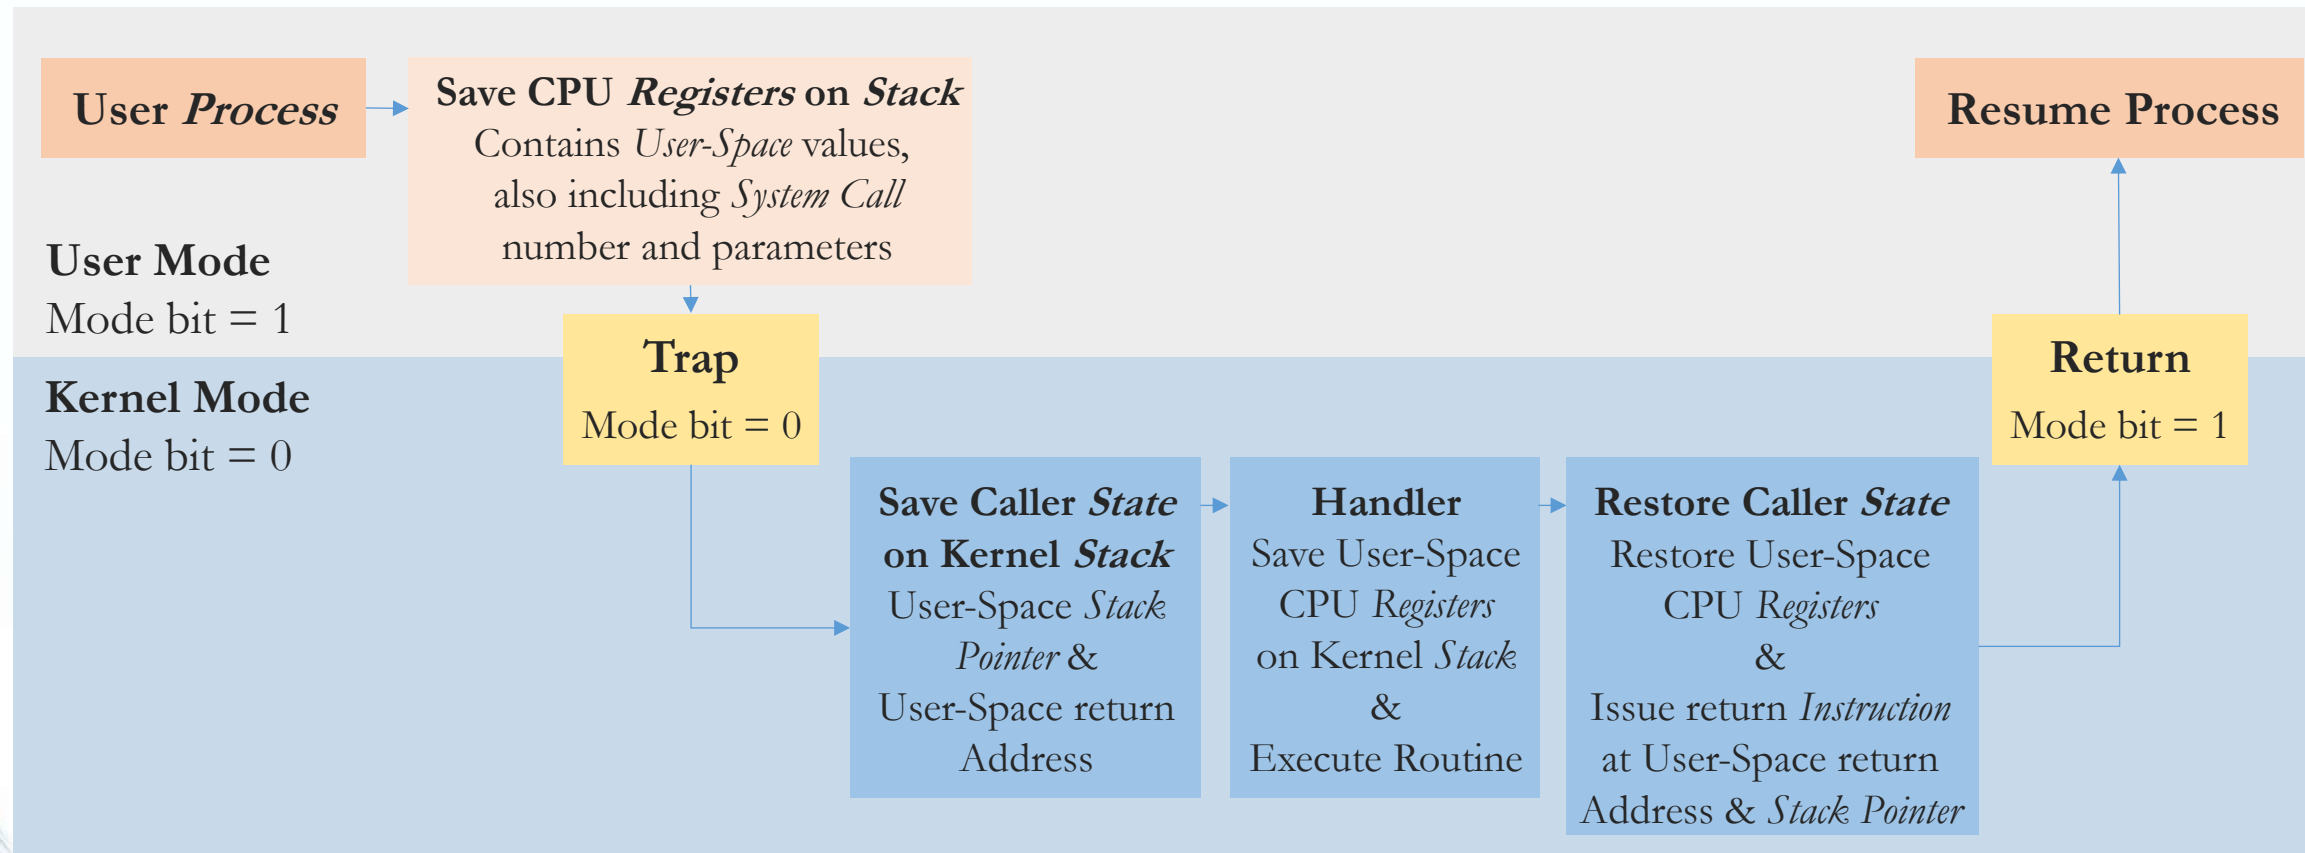 User Process
Save CPU Registers on Stack
Contains User-Space values,
also including System Call
number and parameters
Resume Process
User Mode
Mode bit = 1
Trap
Mode bit = 0
Return
Mode bit = 1
Kernel Mode
Mode bit = 0
Save Caller State
on Kernel Stack
User-Space Stack
Pointer &
User-Space return
Address
Handler
Save User-Space
CPU Registers
on Kernel Stack
&
Execute Routine
Restore Caller State
Restore User-Space
CPU Registers
&
Issue return Instruction
at User-Space return
Address & Stack Pointer